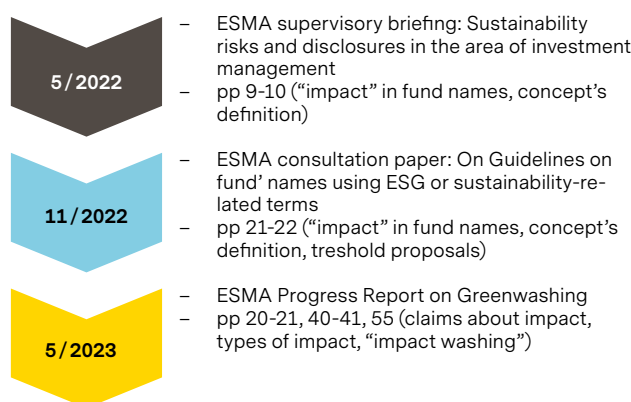 5/2022
– ESMA supervisory briefing: Sustainability
risks and disclosures in the area of investment
management
– pp 9-10 (“impact” in fund names, concept’s
definition)
11/2022
– ESMA consultation paper: On Guidelines on
fund’ names using ESG or sustainability-re-
lated terms
– pp 21-22 (“impact” in fund names, concept’s
definition, treshold proposals)
5/2023
– ESMA Progress Report on Greenwashing
– pp 20-21, 40-41, 55 (claims about impact,
types of impact, “impact washing”)